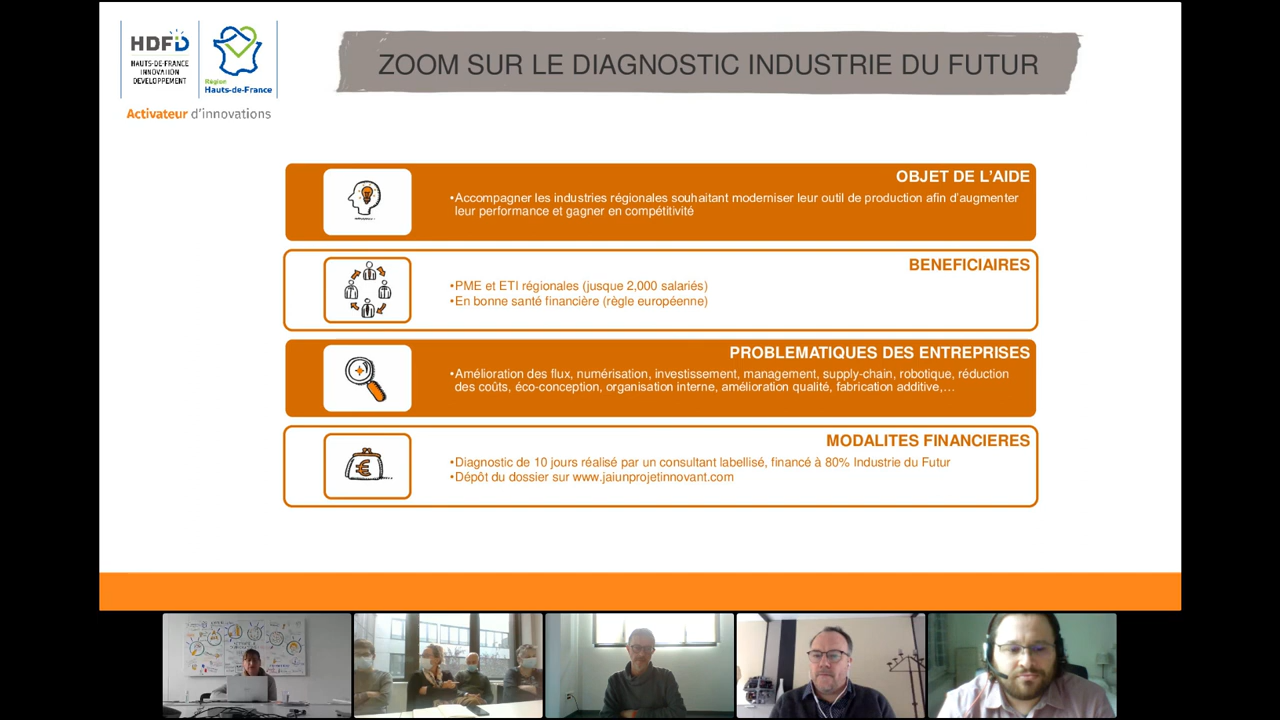 HDFID
HAUTS-DE-FRANCE
INNOVATION
DEVELOPPEMENT
Région
Hauts-de-France
Activateur d'innovations
ZOOM SUR LE DIAGNOSTIC INDUSTRIE DU FUTUR
OBJET DE L'AIDE
•Accompagner les industries régionales souhaitant moderniser leur outil de production afin d'augmenter
leur performance et gagner en compétitivité
BENEFICIAIRES
•PME et ETI régionales (jusque 2,000 salariés)
•En bonne santé financière (règle européenne)
PROBLEMATIQUES DES ENTREPRISES
•Amélioration des flux, numérisation, investissement, management, supply-chain, robotique, réduction
des coûts, éco-conception, organisation interne, amélioration qualité, fabrication additive,…
MODALITES FINANCIERES
•Diagnostic de 10 jours réalisé par un consultant labellisé, financé à 80% Industrie du Futur
•Dépôt du dossier sur www.jaiunprojetinnovant.com